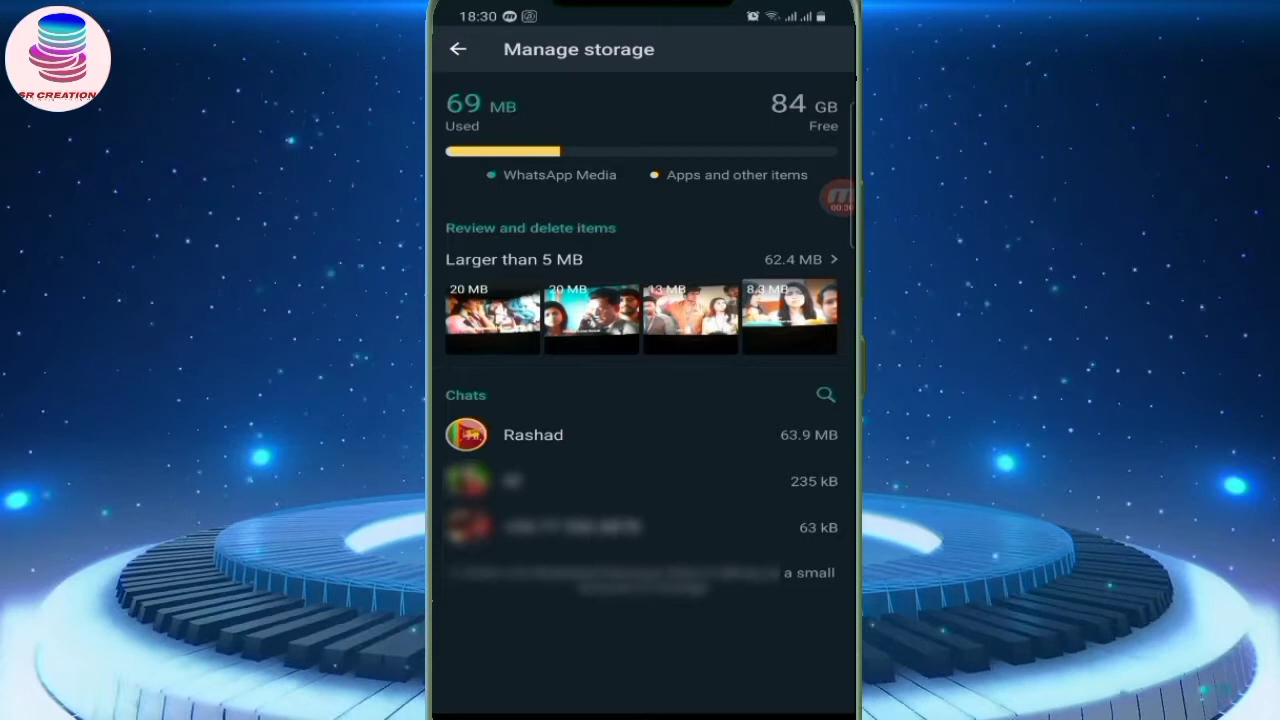 18:30
SR CREATION
Manage storage
69 MB
84 GB
Used
Free
WhatsApp Media
Apps and other items
00:30
Review and delete items
Larger than 5 MB
62.4 MB
20 MB
20 MB
13 MB
8.3 MB
Chats
Rashad
63.9 MB
235 kB
63 kB
a small